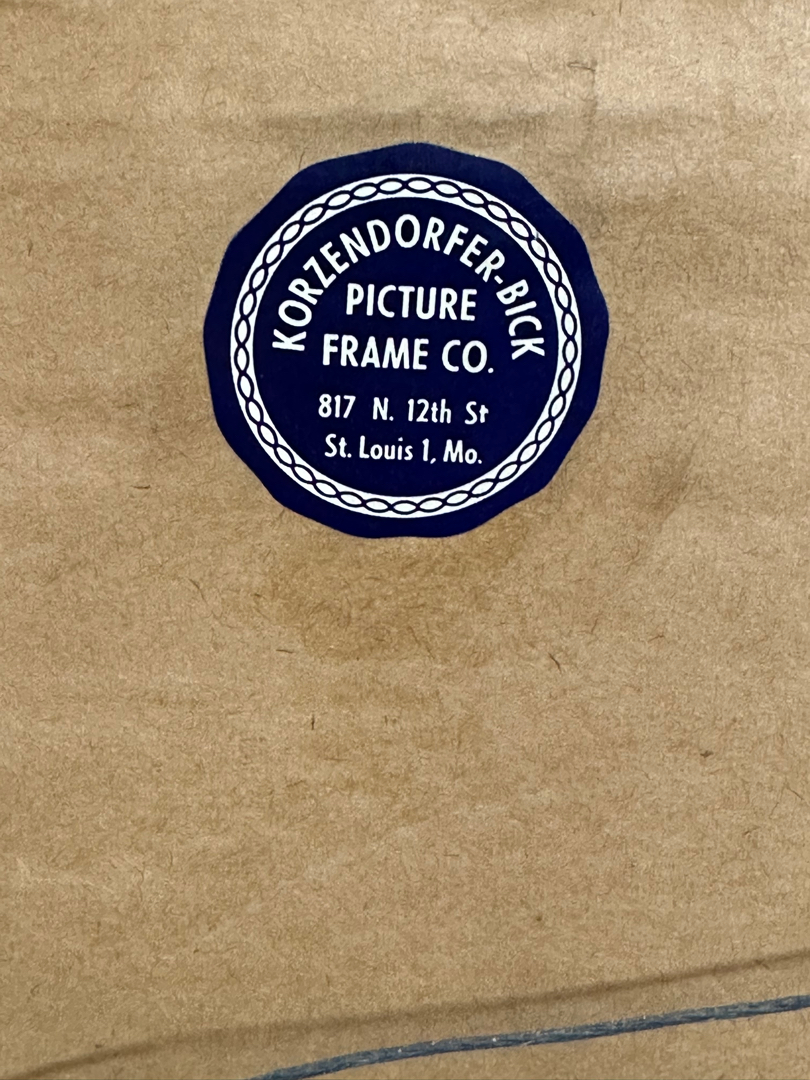 KORZENDORFER-BICK
PICTURE
FRAME CO.
817 N. 12th St
St. Louis 1, Mo.